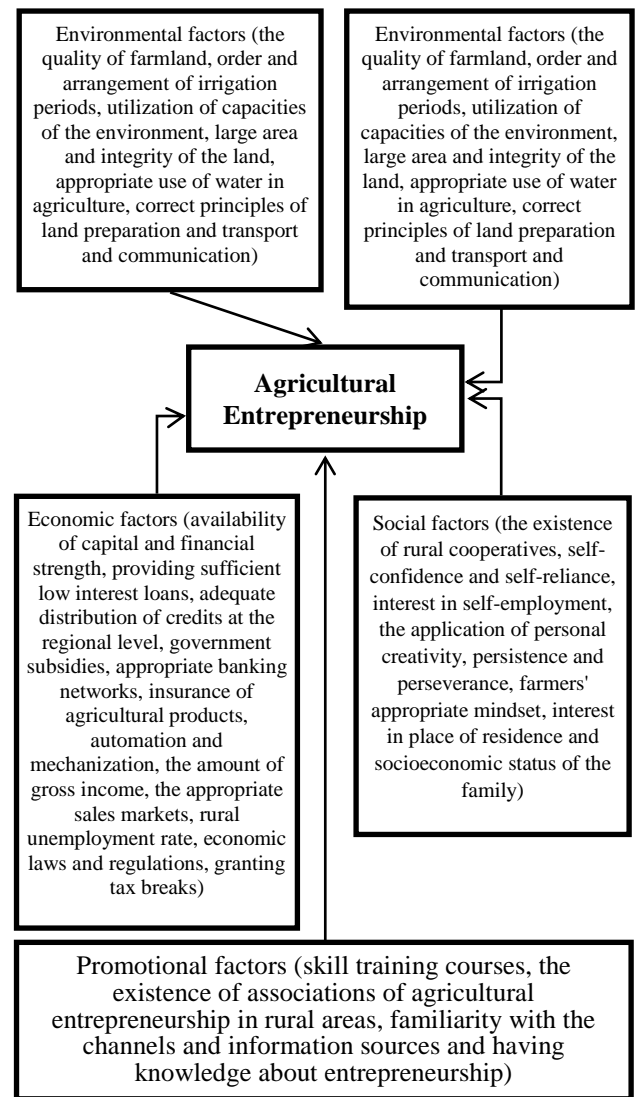 Environmental factors (the
quality of farmland, order and
arrangement of irrigation
periods, utilization of capacities
of the environment, large area
and integrity of the land,
appropriate use of water in
agriculture, correct principles of
land preparation and transport
and communication)
Environmental factors (the
quality of farmland, order and
arrangement of irrigation
periods, utilization of
capacities of the environment,
large area and integrity of the
land, appropriate use of water
in agriculture, correct
principles of land preparation
and transport and
communication)
Agricultural
Entrepreneurship
Economic factors (availability
of capital and financial
strength, providing sufficient
low interest loans, adequate
distribution of credits at the
regional level, government
subsidies, appropriate banking
networks, insurance of
agricultural products,
automation and
mechanization, the amount of
gross income, the appropriate
sales markets, rural
unemployment rate, economic
laws and regulations, granting
tax breaks)
Social factors (the existence
of rural cooperatives, self-
confidence and self-reliance,
interest in self-employment,
the application of personal
creativity, persistence and
perseverance, farmers'
appropriate mindset, interest
in place of residence and
socioeconomic status of the
family)
Promotional factors (skill training courses, the
existence of associations of agricultural
entrepreneurship in rural areas, familiarity with the
channels and information sources and having
knowledge about entrepreneurship)